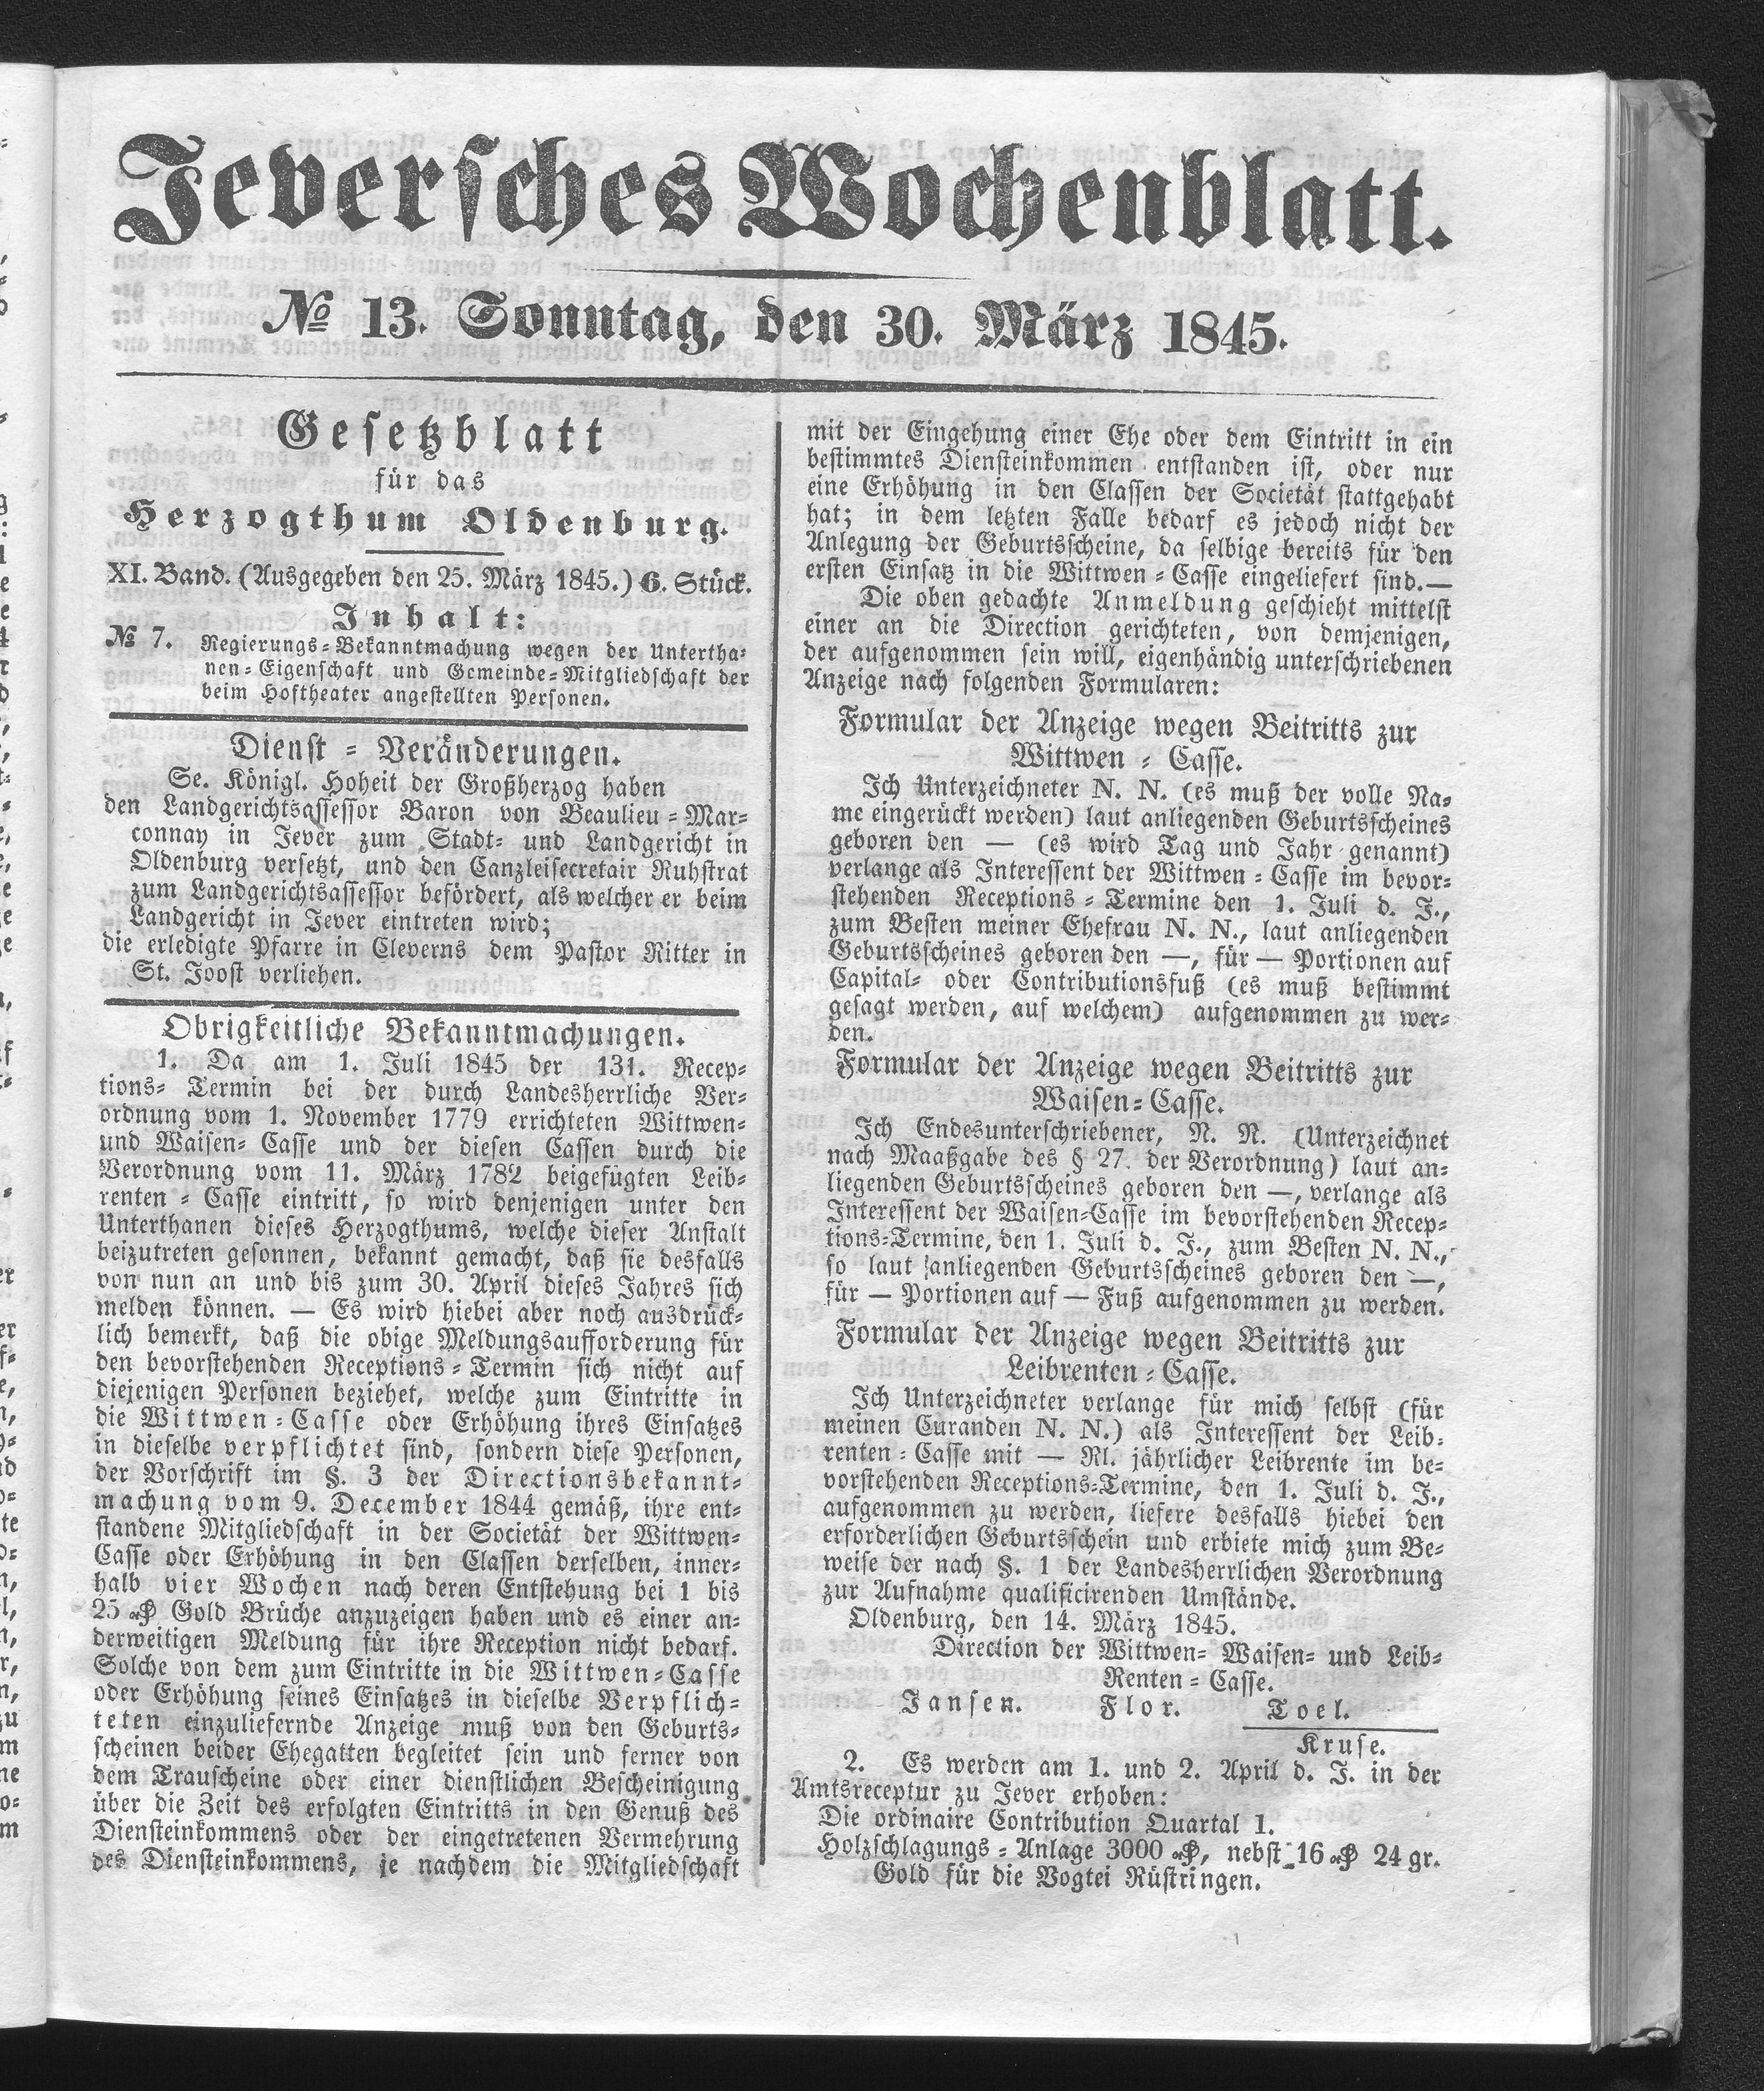 Jeversches Wochenblatt.
№ 13. Sonntag, den 30. März 1845.
Gesetzblatt
für das
Herzogthum Oldenburg.
XI. Band. (Ausgegeben den 25. März 1845.) 6. Stück.
Inhalt:
№ 7. Regierungs-Bekanntmachung wegen der Untertha-
nen-Eigenschaft und Gemeinde-Mitgliedschaft der
beim Hoftheater angestellten Personen.
Dienst-Veränderungen.
Se. Königl. Hoheit der Großherzog haben
den Landgerichtsassessor Baron von Beaulieu-Mar-
connay in Jever zum Stadt- und Landgericht in
Oldenburg versetzt, und den Canzleisecretair Ruhstrat
zum Landgerichtsassessor befördert, als welcher er beim
Landgericht in Jever eintreten wird;
die erledigte Pfarre in Cleverns dem Pastor Ritter in
St. Joost verliehen.
Obrigkeitliche Bekanntmachungen.
1. Da am 1. Juli 1845 der 131. Recep-
tions- Termin bei der durch Landesherrliche Ver-
ordnung vom 1. November 1779 errichteten Wittwen-
und Waisen- Casse und der diesen Cassen durch die
Verordnung vom 11. März 1782 beigefügten Leib-
renten-Casse eintritt, so wird denjenigen unter den
Unterthanen dieses Herzogthums, welche dieser Anstalt
beizutreten gesonnen, bekannt gemacht, daß sie desfalls
von nun an und bis zum 30. April dieses Jahres sich
melden können. — Es wird hiebei aber noch ausdrück-
lich bemerkt, daß die obige Meldungsaufforderung für
den bevorstehenden Receptions-Termin sich nicht auf
diejenigen Personen beziehet, welche zum Eintritte in
die Wittwen-Casse oder Erhöhung ihres Einsatzes
in dieselbe verpflichtet sind, sondern diese Personen,
der Vorschrift im §. 3 der Directionsbekannt-
machung vom 9. December 1844 gemäß, ihre ent-
standene Mitgliedschaft in der Societät der Wittwen-
Casse oder Erhöhung in den Classen derselben, inner-
halb vier Wochen nach deren Entstehung bei 1 bis
25 ₰ Gold Brüche anzuzeigen haben und es einer an-
derweitigen Meldung für ihre Reception nicht bedarf.
Solche von dem zum Eintritte in die Wittwen-Casse
oder Erhöhung seines Einsatzes in dieselbe Verpflich-
teten einzuliefernde Anzeige muß von den Geburts-
scheinen beider Ehegatten begleitet sein und ferner von
dem Trauscheine oder einer dienstlichen Bescheinigung
über die Zeit des erfolgten Eintritts in den Genuß des
Diensteinkommens oder der eingetretenen Vermehrung
des Diensteinkommens, je nachdem die Mitgliedschaft
mit der Eingehung einer Ehe oder dem Eintritt in ein
bestimmtes Diensteinkommen entstanden ist, oder nur
eine Erhöhung in den Classen der Societät stattgehabt
hat; in dem letzten Falle bedarf es jedoch nicht der
Anlegung der Geburtsscheine, da selbige bereits für den
ersten Einsatz in die Wittwen-Casse eingeliefert sind.—
Die oben gedachte Anmeldung geschieht mittelst
einer an die Direction gerichteten, von demjenigen,
der aufgenommen sein will, eigenhändig unterschriebenen
Anzeige nach folgenden Formularen:
Formular der Anzeige wegen Beitritts zur
Wittwen-Casse.
Ich Unterzeichneter N. N. (es muß der volle Na-
me eingerückt werden) laut anliegenden Geburtsscheines
geboren den — (es wird Tag und Jahr genannt)
verlange als Interessent der Wittwen-Casse im bevor-
stehenden Receptions-Termine den 1. Juli d. J.,
zum Besten meiner Ehefrau N. N., laut anliegenden
Geburtsscheines geboren den —, für — Portionen auf
Capital- oder Contributionsfuß (es muß bestimmt
gesagt werden, auf welchem) aufgenommen zu wer-
den.
Formular der Anzeige wegen Beitritts zur
Waisen-Casse.
Ich Endesunterschriebener, N. N. (Unterzeichnet
nach Maaßgabe des § 27. der Verordnung) laut an-
liegenden Geburtsscheines geboren den —, verlange als
Interessent der Waisen-Casse im bevorstehenden Recep-
tions-Termine, den 1. Juli d. J., zum Besten N. N.,
so laut anliegenden Geburtsscheines geboren den —,
für — Portionen auf — Fuß aufgenommen zu werden.
Formular der Anzeige wegen Beitritts zur
Leibrenten-Casse.
Ich Unterzeichneter verlange für mich selbst (für
meinen Curanden N. N.) als Interessent der Leib-
renten-Casse mit — Rl. jährlicher Leibrente im be-
vorstehenden Receptions-Termine, den 1. Juli d. J.,
aufgenommen zu werden, liefere desfalls hiebei den
erforderlichen Geburtsschein und erbiete mich zum Be-
weise der nach §. 1 der Landesherrlichen Verordnung
zur Aufnahme qualificirenden Umstände.
Oldenburg, den 14. März 1845.
Direction der Wittwen- Waisen- und Leib-
Renten-Casse.
Jansen. Flor. Toel.
Kruse.
2. Es werden am 1. und 2. April d. J. in der
Amtsreceptur zu Jever erhoben:
Die ordinaire Contribution Quartal 1.
Holzschlagungs-Anlage 3000 ₰, nebst 16 ₰ 24 gr.
Gold für die Vogtei Rüstringen.